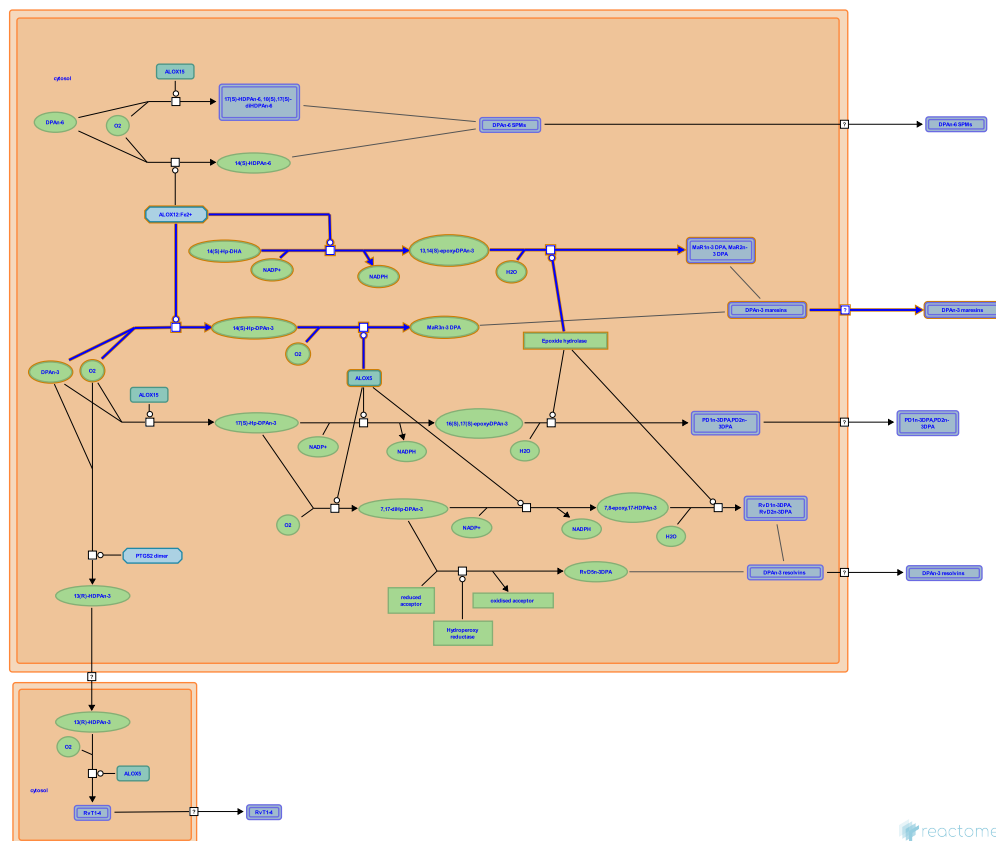 ALOX15
cytosol
17(S)-HDPAn-6, 16(S),17(S)-
diHDPAn-6
DPAn-6
O2
DPAn-6 SPMs
?
DPAn-6 SPMs
14(S)-HDPAn-6
ALOX12:Fe2+
14(S)-Hp-DHA
13,14(S)-epoxy-DPAn-3
MaR1n-3 DPA, MaR2n-
3 DPA
NADP+
NADPH
H2O
DPAn-3 maresins
?
DPAn-3 maresins
14(S)-Hp-DPAn-3
MaR3n-3 DPA
O2
Epoxide hydrolase
DPAn-3
O2
ALOX5
ALOX15
17(S)-Hp-DPAn-3
16(S),17(S)-epoxyDPAn-3
PD1n-3DPA,PD2n-
3DPA
?
PD1n-3DPA,PD2n-
3DPA
NADP+
NADPH
H2O
7,17-diHp-DPAn-3
7,8-epoxy,17-HDPAn-3
RvD1n-3DPA,
RvD2n-3DPA
O2
NADP+
NADPH
H2O
PTGS2 dimer
RvD5n-3DPA
DPAn-3 resolvins
?
DPAn-3 resolvins
13(R)-HDPAn-3
reduced
acceptor
oxidised acceptor
Hydroperoxy
reductase
?
13(R)-HDPAn-3
O2
ALOX5
cytosol
RvT1-4
?
RvT1-4
reactome